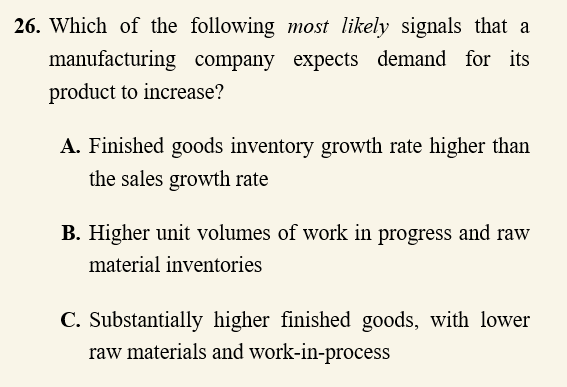 26. Which of the following most likely signals that a
manufacturing company expects demand for its
product to increase?
A. Finished goods inventory growth rate higher than
the sales growth rate
B. Higher unit volumes of work in progress and raw
material inventories
C. Substantially higher finished goods, with lower
raw materials and work-in-process